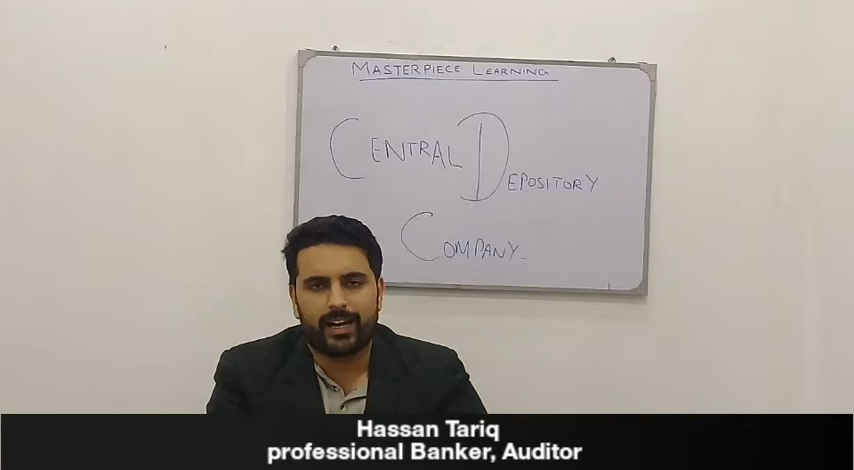 MASTERPIECE LEARNING
CENTRAL DEPOSITORY
COMPANY.
Hassan Tariq
professional Banker, Auditor